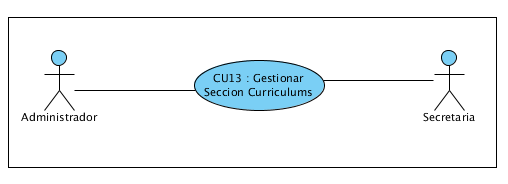 CU13 : Gestionar
Seccion Curriculums
Administrador
Secretaria